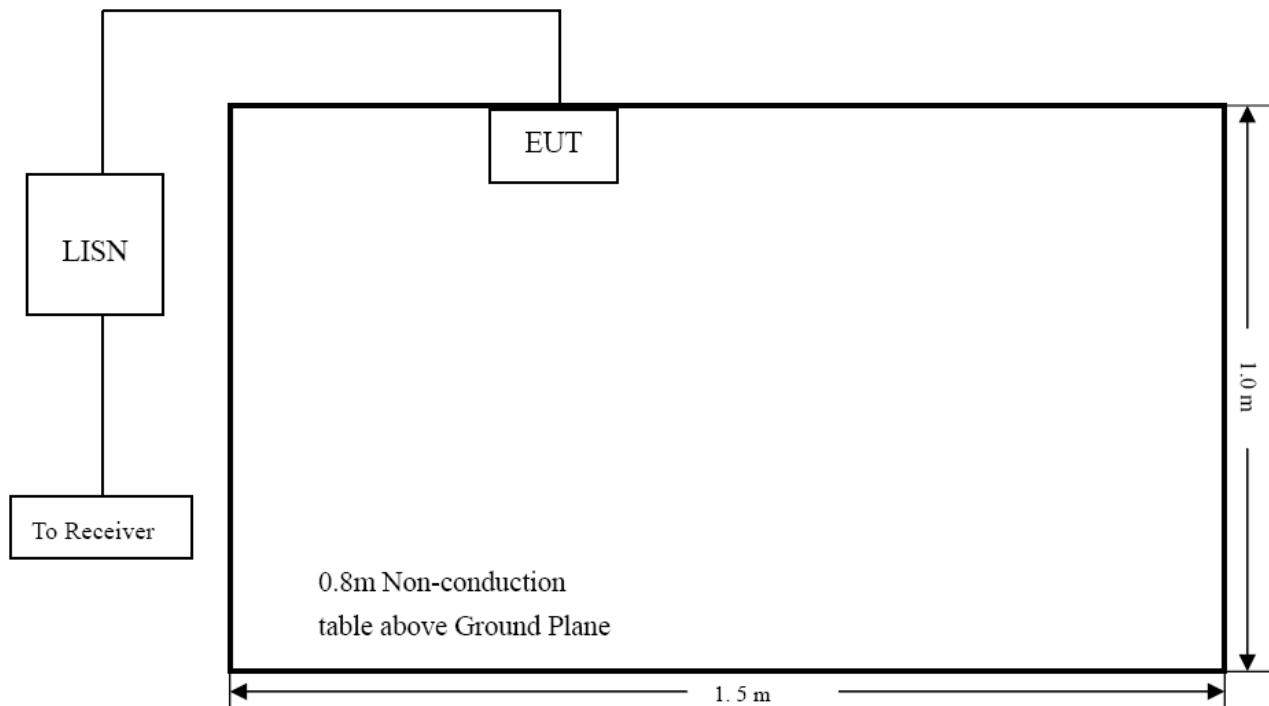 EUT
LISN
To Receiver
0.8m Non-conduction
table above Ground Plane
1.0 m
1. 5 m